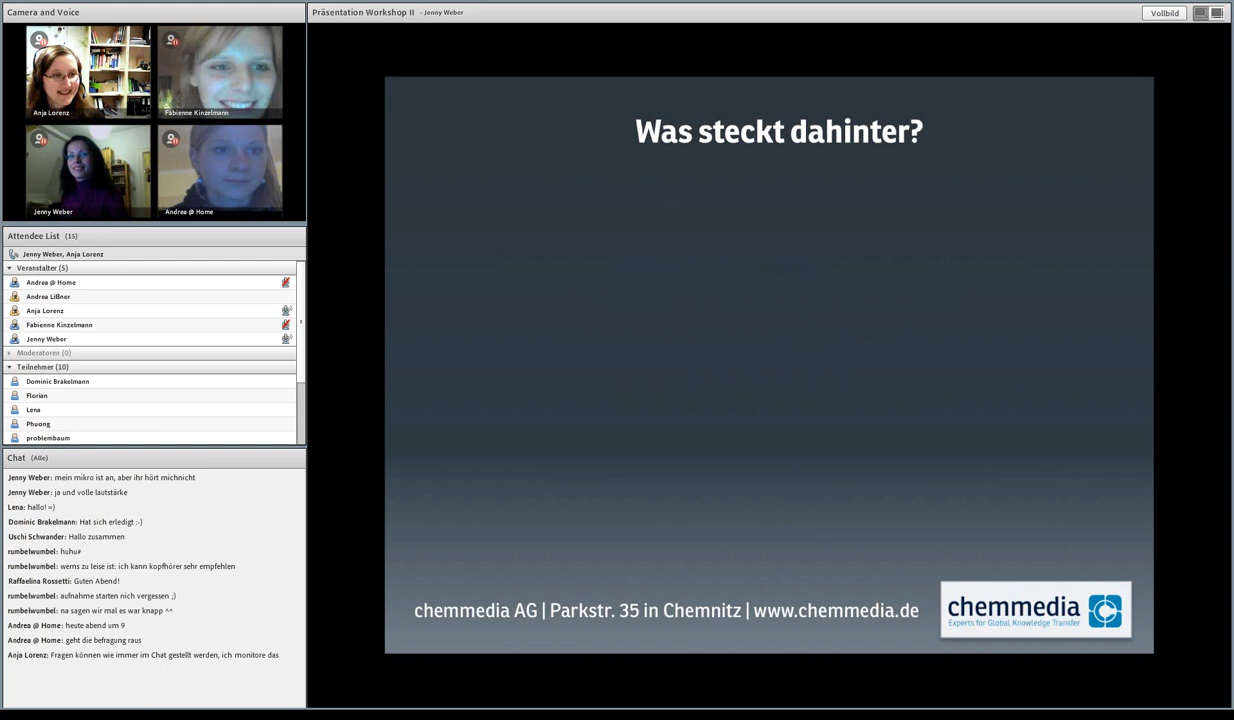 Camera and Voice
Anja Lorenz
Fabienne Kinzelmann
Jenny Weber
Andrea @ Home
Attendee List (15)
Jenny Weber, Anja Lorenz
Veranstalter (5)
Andrea @ Home
Andrea Lißner
Anja Lorenz
Fabienne Kinzelmann
Jenny Weber
Moderatoren (0)
Teilnehmer (10)
Dominic Brakelmann
Florian
Lena
Phuong
problembaum
Chat (Alle)
Jenny Weber: mein mikro ist an, aber ihr hört michnicht
Jenny Weber: ja und volle lautstärke
Lena: hallo! =)
Dominic Brakelmann: Hat sich erledigt :-)
Uschi Schwander: Hallo zusammen
rumbelwumbel: huhu#
rumbelwumbel: wems zu leise ist: ich kann kopfhörer sehr empfehlen
Raffaelina Rossetti: Guten Abend!
rumbelwumbel: aufnahme starten nich vergessen ;)
rumbelwumbel: na sagen wir mal es war knapp ^^
Andrea @ Home: heute abend um 9
Andrea @ Home: geht die befragung raus
Anja Lorenz: Fragen können wie immer im Chat gestellt werden, ich monitore das
Präsentation Workshop II - Jenny Weber
Vollbild
Was steckt dahinter?
chemmedia AG | Parkstr. 35 in Chemnitz | www.chemmedia.de
chemmedia
Experts for Global Knowledge Transfer